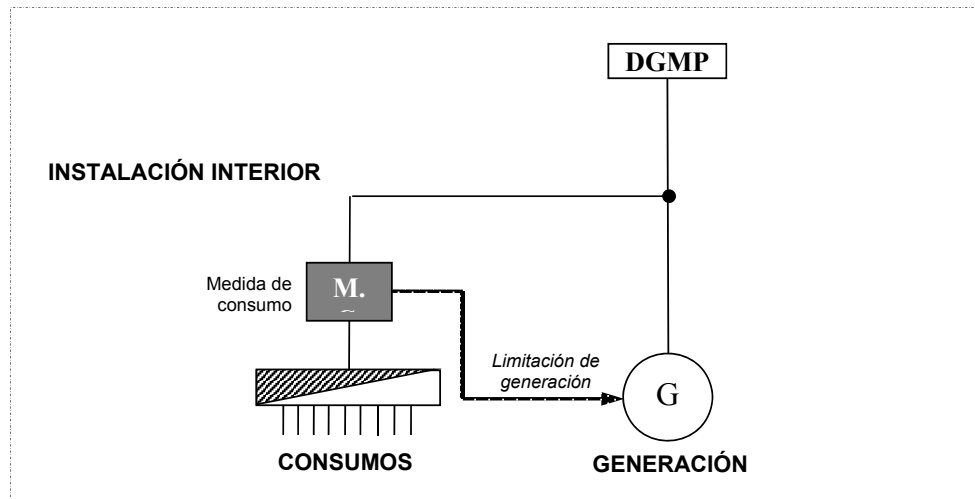 DGMP
INSTALACIÓN INTERIOR
Medida de
consumo
M.
~
Limitación de
generación
G
CONSUMOS
GENERACIÓN